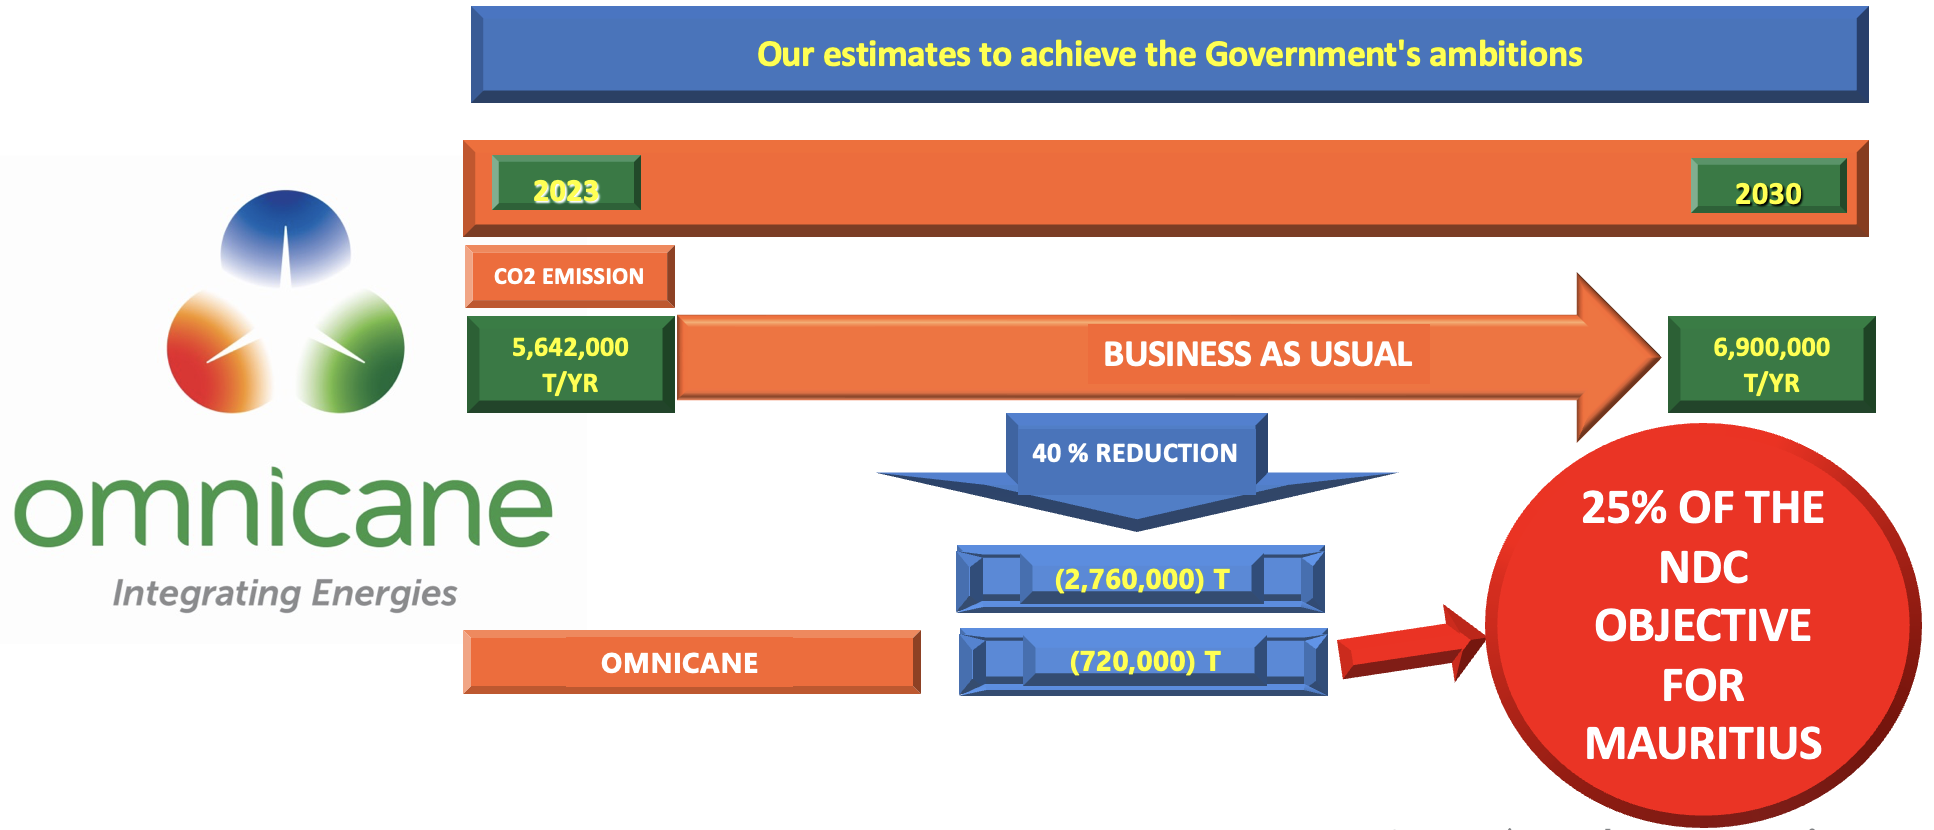 Our estimates to achieve the Government's ambitions
2023
2030
CO2 EMISSION
5,642,000
T/YR
BUSINESS AS USUAL
6,900,000
T/YR
40 % REDUCTION
omnicane
Integrating Energies
(2,760,000) T
OMNICANE
(720,000) T
25% OF THE
NDC
OBJECTIVE
FOR
MAURITIUS